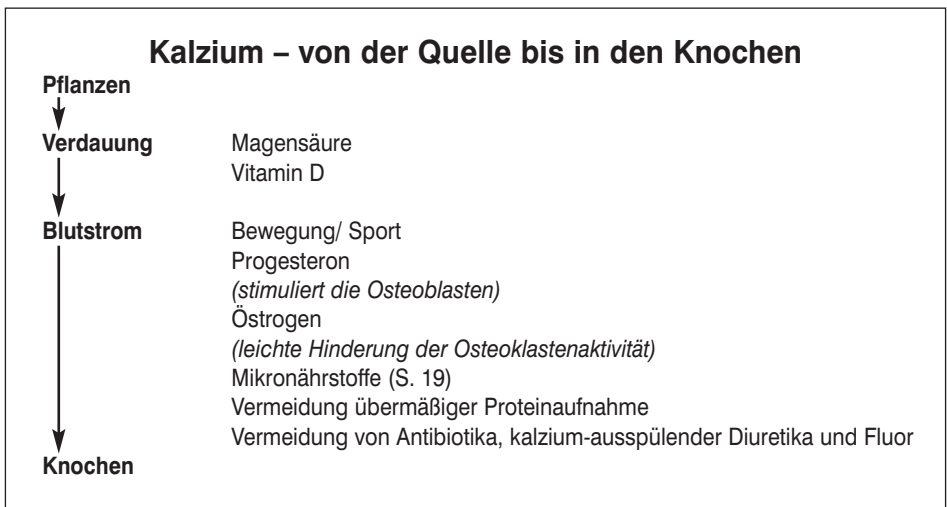 Kalzium – von der Quelle bis in den Knochen
Pflanzen
Verdauung Magensäure
Vitamin D
Blutstrom Bewegung/ Sport
Progesteron
(stimuliert die Osteoblasten)
Östrogen
(leichte Hinderung der Osteoklastenaktivität)
Mikronährstoffe (S. 19)
Vermeidung übermäßiger Proteinaufnahme
Vermeidung von Antibiotika, kalzium-ausspülender Diuretika und Fluor
Knochen